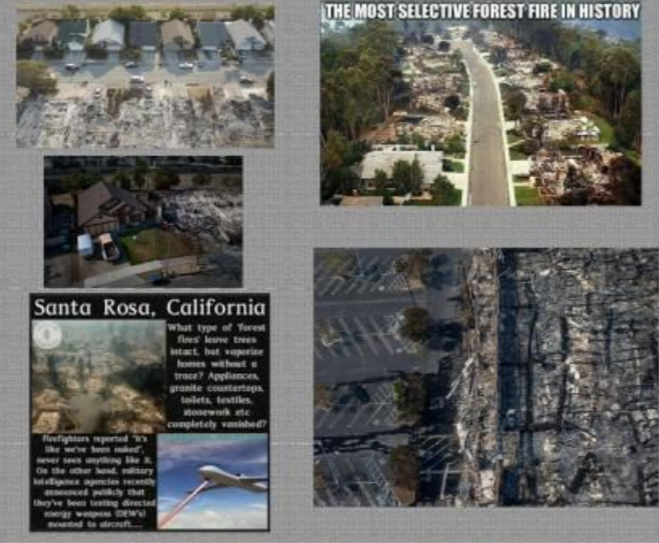 THE MOST SELECTIVE FOREST FIRE IN HISTORY
Santa Rosa, California
What type of 'forest
fires' leave trees
intact, but vaporize
homes without a
trace? Appliances,
granite countertops,
toilets, textiles,
stonework etc
completely vanished?
Firefighters reported "it's
like we've been nuked",
never seen anything like it.
On the other hand, military
intelligence agencies recently
announced publicly that
they've been testing directed
energy weapons (DEW's)
mounted to aircraft....